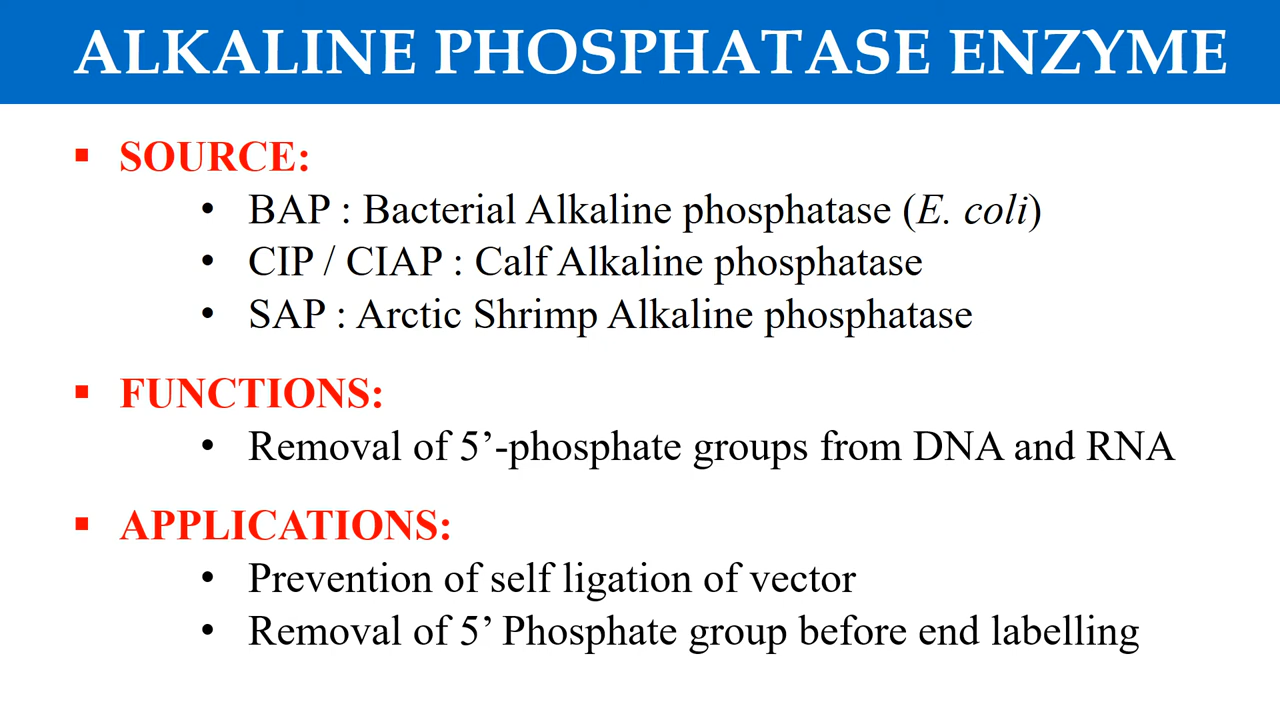 ALKALINE PHOSPHATASE ENZYME
▪ SOURCE:
• BAP : Bacterial Alkaline phosphatase (E. coli)
• CIP / CIAP : Calf Alkaline phosphatase
• SAP : Arctic Shrimp Alkaline phosphatase
▪ FUNCTIONS:
• Removal of 5’-phosphate groups from DNA and RNA
▪ APPLICATIONS:
• Prevention of self ligation of vector
• Removal of 5’ Phosphate group before end labelling